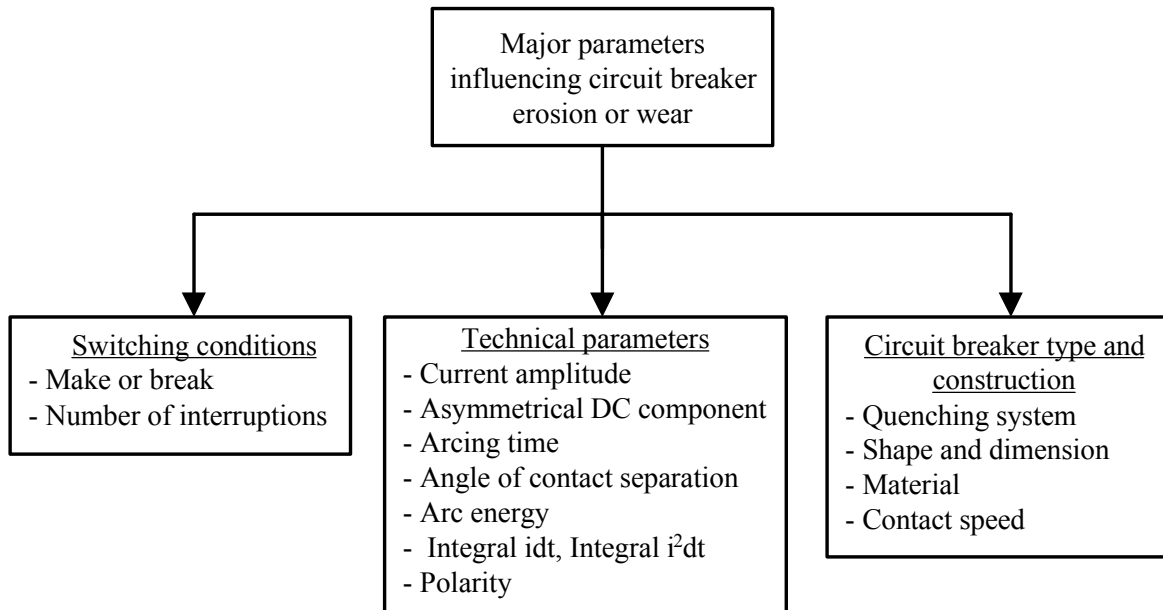 Major parameters
influencing circuit breaker
erosion or wear
Switching conditions
- Make or break
- Number of interruptions
Technical parameters
- Current amplitude
- Asymmetrical DC component
- Arcing time
- Angle of contact separation
- Arc energy
- Integral idt, Integral i²dt
- Polarity
Circuit breaker type and
construction
- Quenching system
- Shape and dimension
- Material
- Contact speed